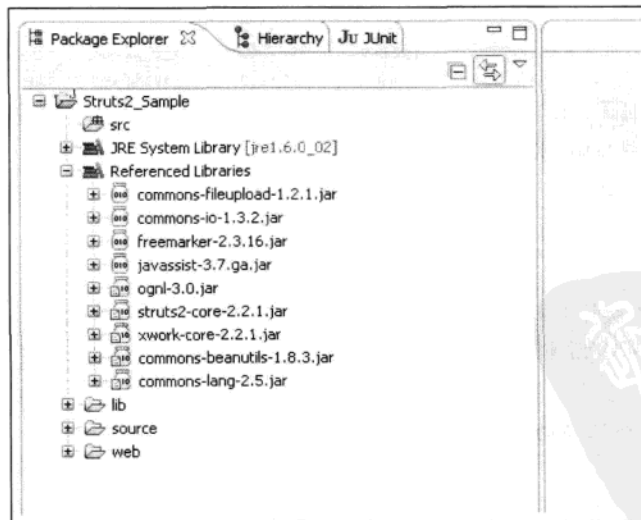 Package Explorer Hierarchy JUnit
Struts2_Sample
src
JRE System Library [jre1.6.0_02]
Referenced Libraries
commons-fileupload-1.2.1.jar
commons-io-1.3.2.jar
freemarker-2.3.16.jar
javassist-3.7.ga.jar
ognl-3.0.jar
struts2-core-2.2.1.jar
xwork-core-2.2.1.jar
commons-beanutils-1.8.3.jar
commons-lang-2.5.jar
lib
source
web